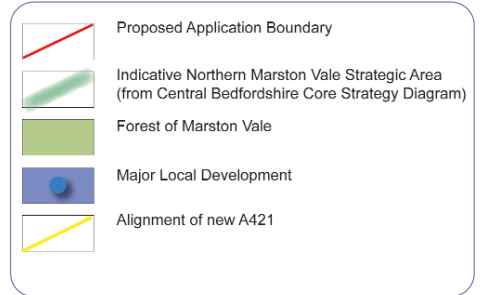 Proposed Application Boundary
Indicative Northern Marston Vale Strategic Area
(from Central Bedfordshire Core Strategy Diagram)
Forest of Marston Vale
Major Local Development
Alignment of new A421